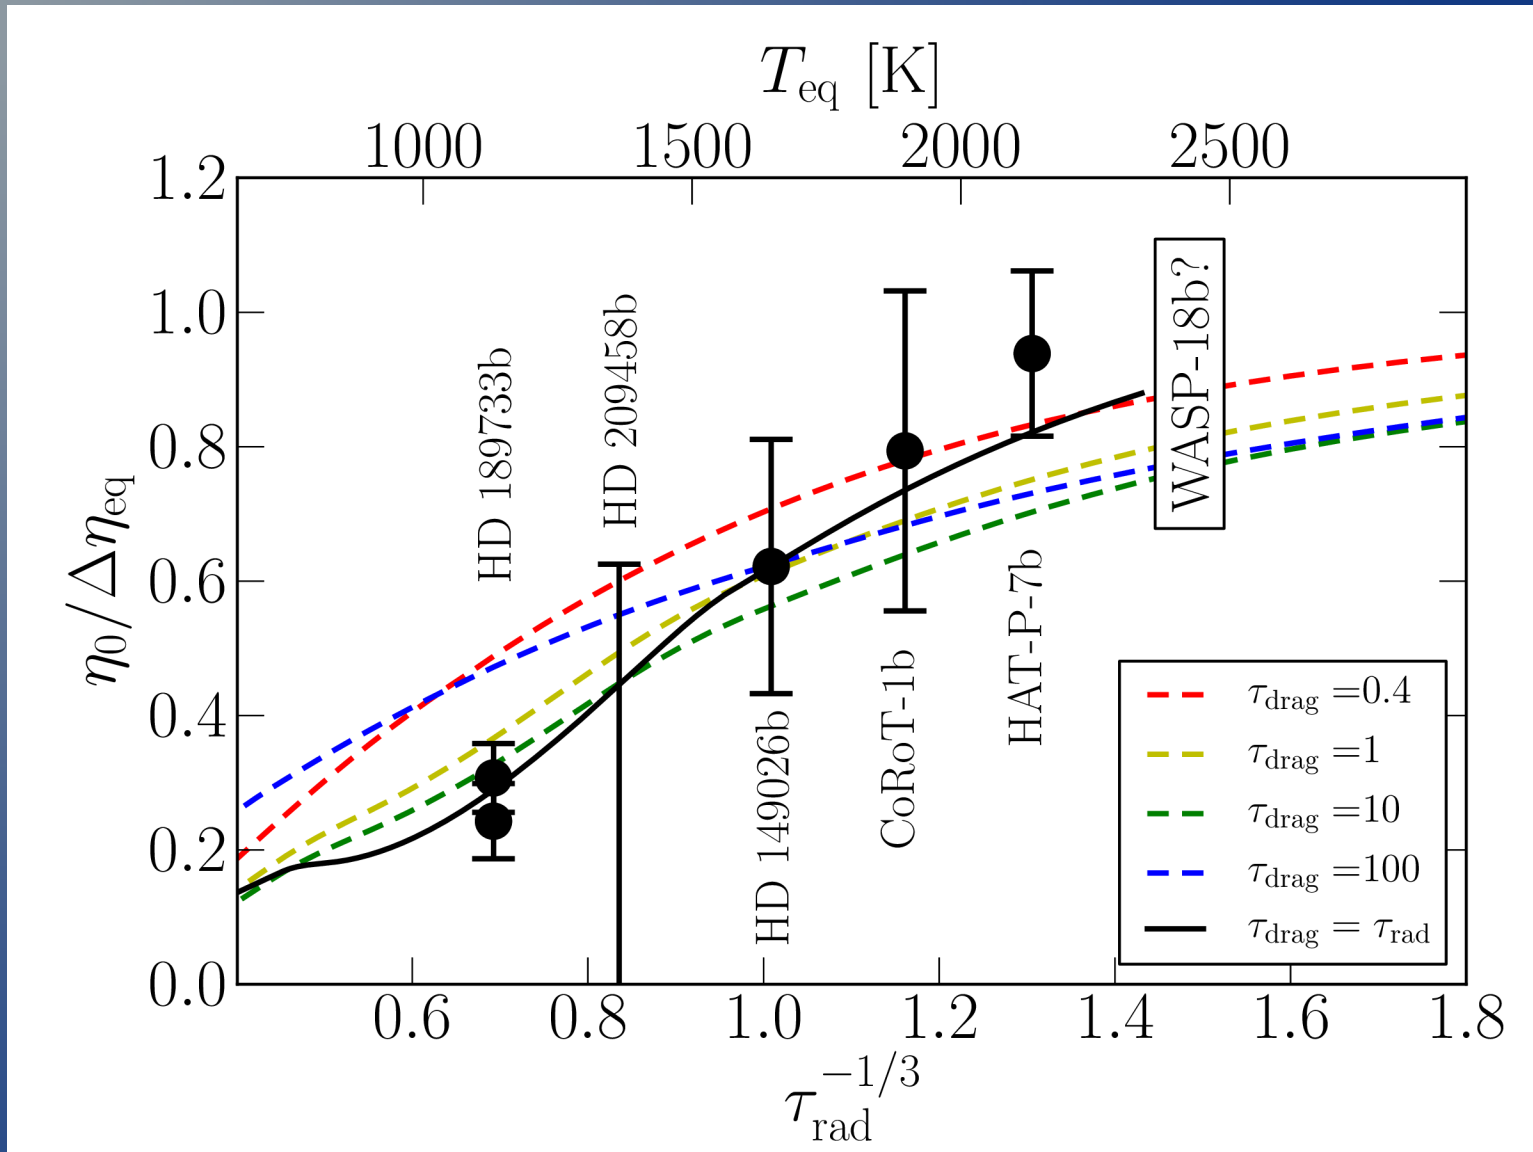 T_eq [K]
1000 1500 2000 2500
1.2
1.0
0.8
0.6
0.4
0.2
0.0
η₀/Δη_eq
HD 189733b
HD 209458b
HD 149026b
CoRoT-1b
HAT-P-7b
WASP-18b?
τ_drag =0.4
τ_drag =1
τ_drag =10
τ_drag =100
τ_drag = τ_rad
0.6 0.8 1.0 1.2 1.4 1.6 1.8
τ_rad^−1/3